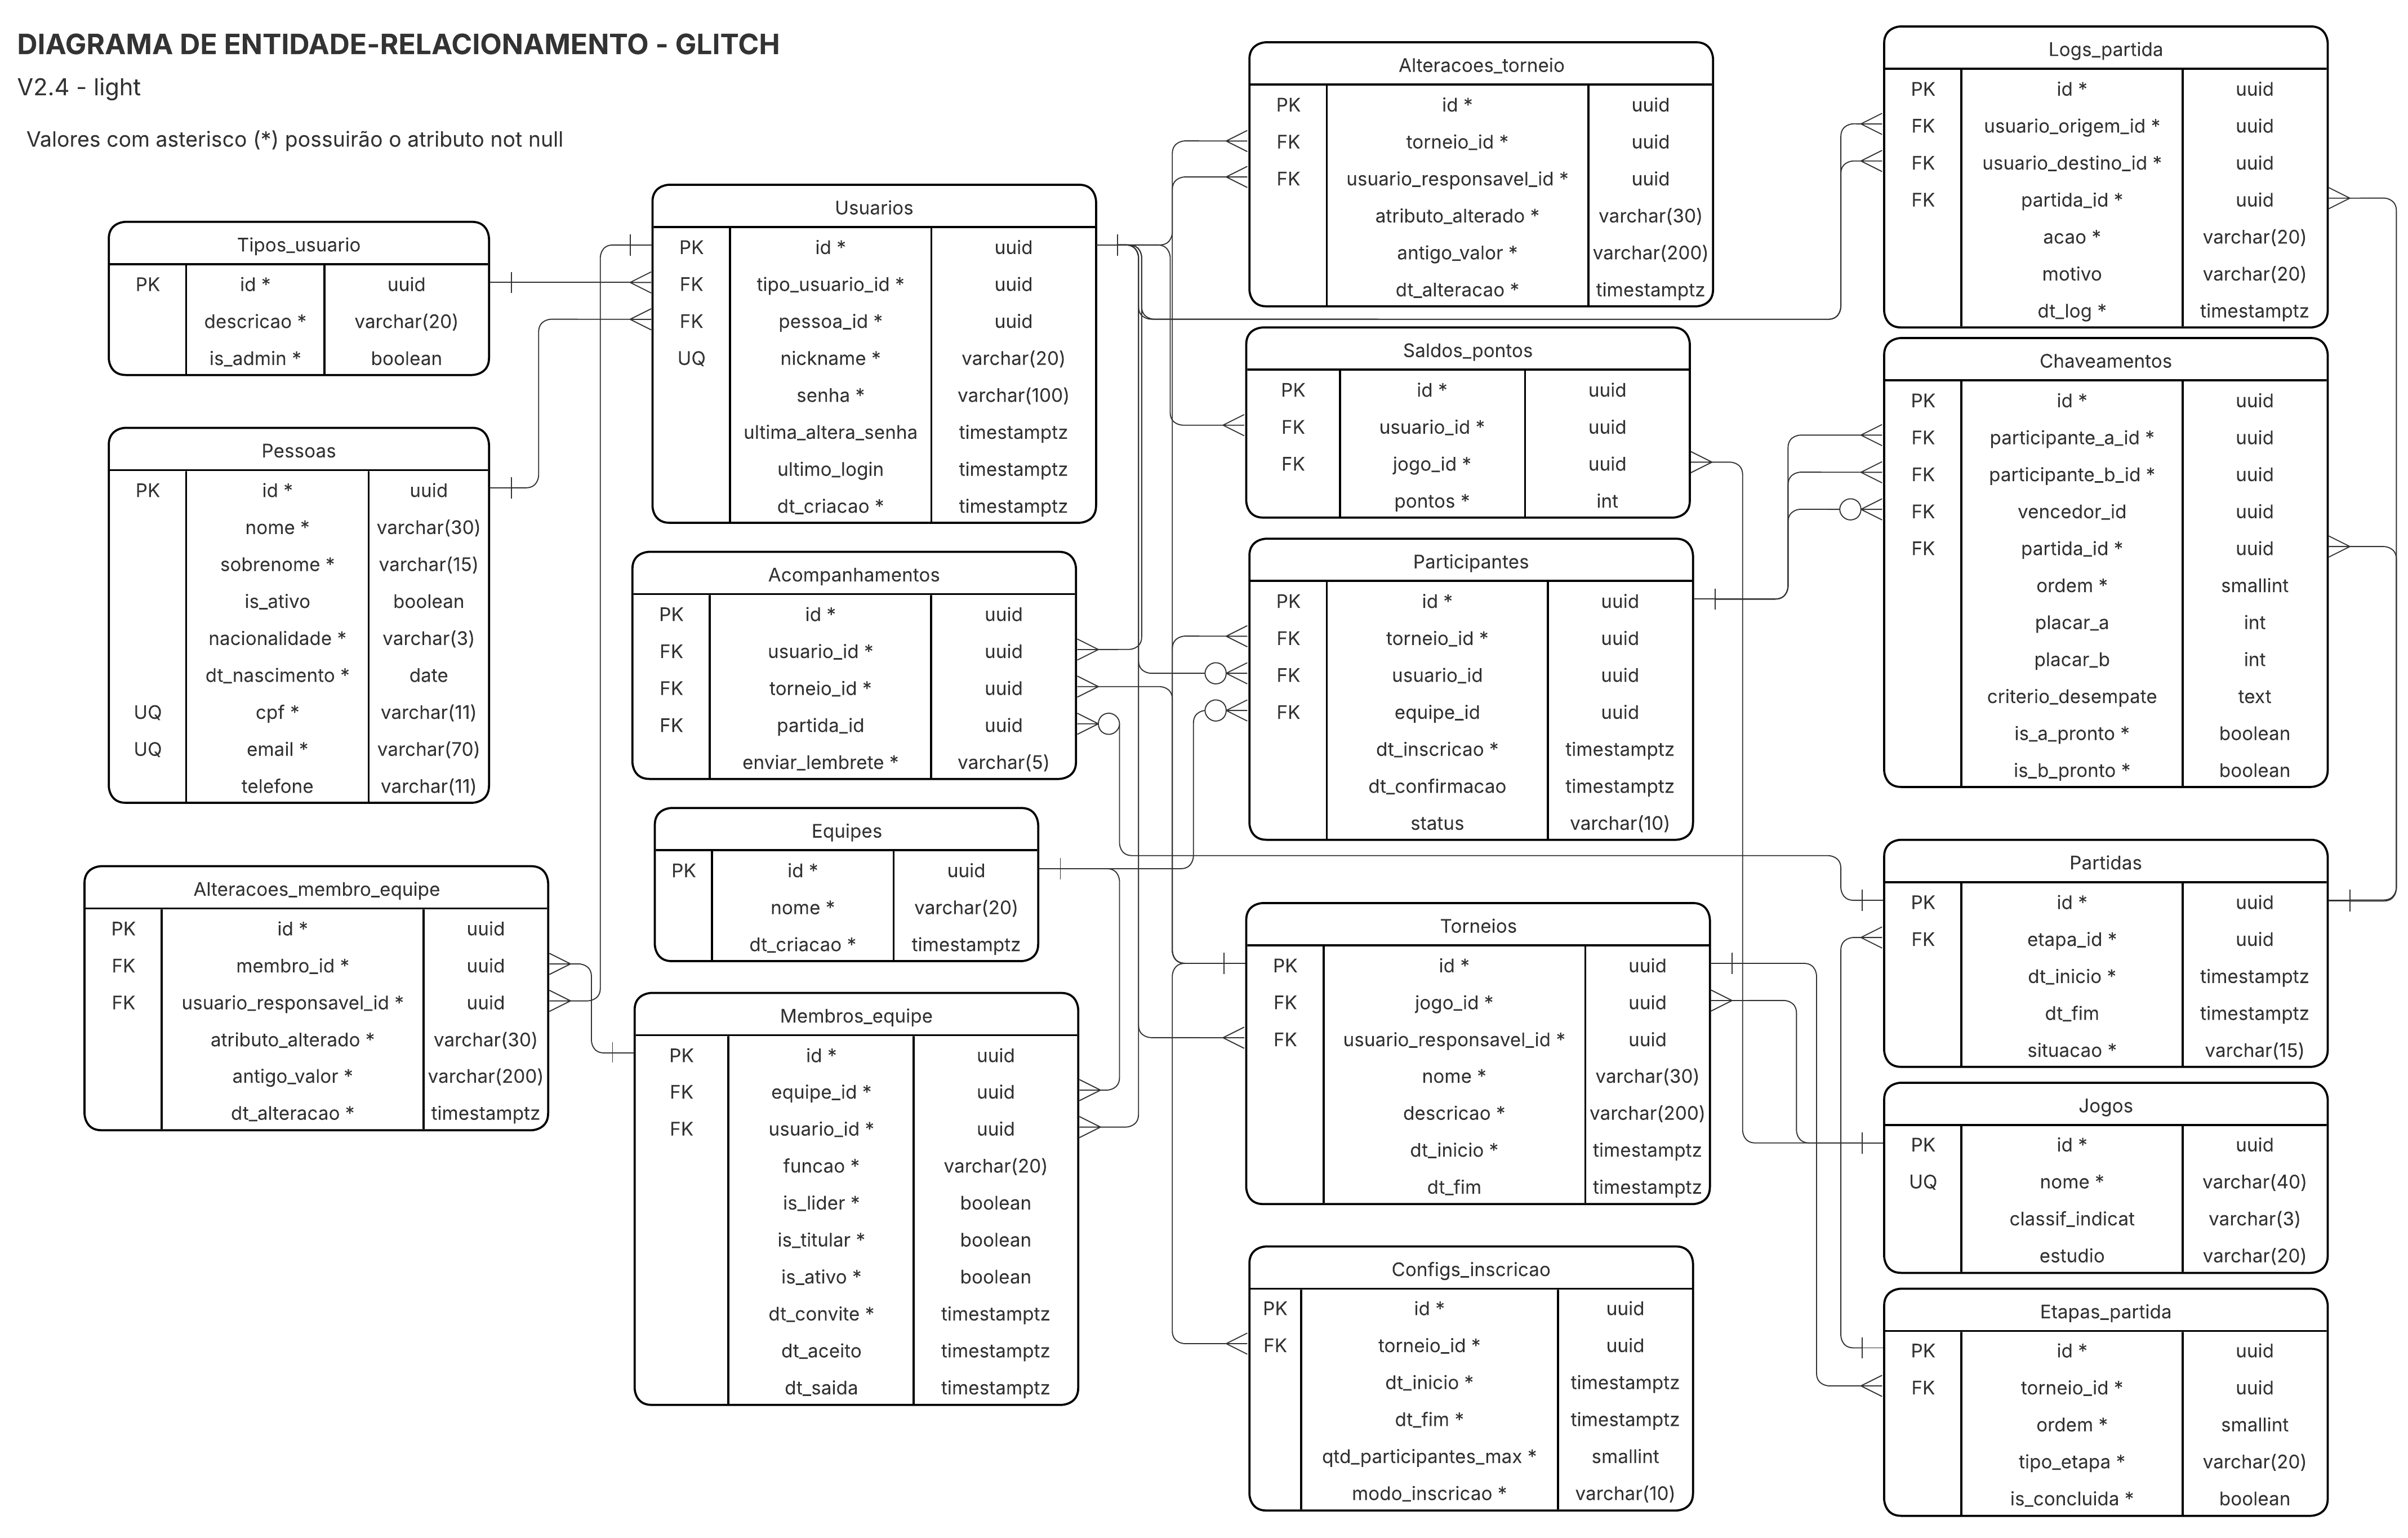 DIAGRAMA DE ENTIDADE-RELACIONAMENTO - GLITCH
V2.4 - light
Valores com asterisco (*) possuirão o atributo not null
Tipos_usuario
PK id * uuid
descricao * varchar(20)
is_admin * boolean
Pessoas
PK id * uuid
nome * varchar(30)
sobrenome * varchar(15)
is_ativo boolean
nacionalidade * varchar(3)
dt_nascimento * date
UQ cpf * varchar(11)
UQ email * varchar(70)
telefone varchar(11)
Alteracoes_membro_equipe
PK id * uuid
FK membro_id * uuid
FK usuario_responsavel_id * uuid
atributo_alterado * varchar(30)
antigo_valor * varchar(200)
dt_alteracao * timestamptz
Usuarios
PK id * uuid
FK tipo_usuario_id * uuid
FK pessoa_id * uuid
UQ nickname * varchar(20)
senha * varchar(100)
ultima_altera_senha timestamptz
ultimo_login timestamptz
dt_criacao * timestamptz
Acompanhamentos
PK id * uuid
FK usuario_id * uuid
FK torneio_id * uuid
FK partida_id uuid
enviar_lembrete * varchar(5)
Equipes
PK id * uuid
nome * varchar(20)
dt_criacao * timestamptz
Membros_equipe
PK id * uuid
FK equipe_id * uuid
FK usuario_id * uuid
funcao * varchar(20)
is_lider * boolean
is_titular * boolean
is_ativo * boolean
dt_convite * timestamptz
dt_aceito timestamptz
dt_saida timestamptz
Alteracoes_torneio
PK id * uuid
FK torneio_id * uuid
FK usuario_responsavel_id * uuid
atributo_alterado * varchar(30)
antigo_valor * varchar(200)
dt_alteracao * timestamptz
Saldos_pontos
PK id * uuid
FK usuario_id * uuid
FK jogo_id * uuid
pontos * int
Participantes
PK id * uuid
FK torneio_id * uuid
FK usuario_id uuid
FK equipe_id uuid
dt_inscricao * timestamptz
dt_confirmacao timestamptz
status varchar(10)
Torneios
PK id * uuid
FK jogo_id * uuid
FK usuario_responsavel_id * uuid
nome * varchar(30)
descricao * varchar(200)
dt_inicio * timestamptz
dt_fim timestamptz
Configs_inscricao
PK id * uuid
FK torneio_id * uuid
dt_inicio * timestamptz
dt_fim * timestamptz
qtd_participantes_max * smallint
modo_inscricao * varchar(10)
Logs_partida
PK id * uuid
FK usuario_origem_id * uuid
FK usuario_destino_id * uuid
FK partida_id * uuid
acao * varchar(20)
motivo varchar(20)
dt_log * timestamptz
Chaveamentos
PK id * uuid
FK participante_a_id * uuid
FK participante_b_id * uuid
FK vencedor_id uuid
FK partida_id * uuid
ordem * smallint
placar_a int
placar_b int
criterio_desempate text
is_a_pronto * boolean
is_b_pronto * boolean
Partidas
PK id * uuid
FK etapa_id * uuid
dt_inicio * timestamptz
dt_fim timestamptz
situacao * varchar(15)
Jogos
PK id * uuid
UQ nome * varchar(40)
classif_indicat varchar(3)
estudio varchar(20)
Etapas_partida
PK id * uuid
FK torneio_id * uuid
ordem * smallint
tipo_etapa * varchar(20)
is_concluida * boolean